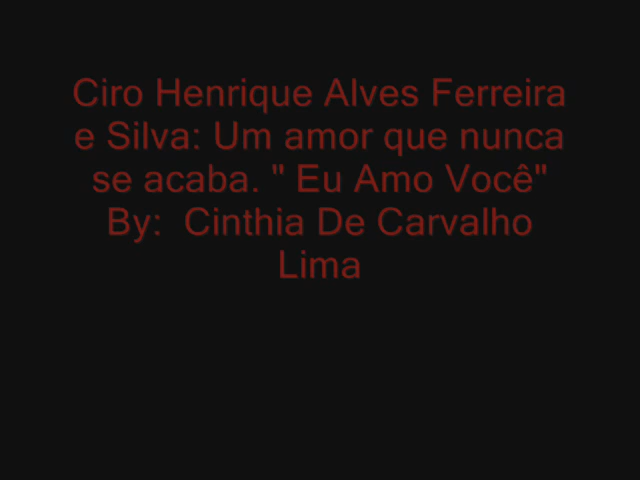 Ciro Henrique Alves Ferreira
e Silva: Um amor que nunca
se acaba. " Eu Amo Você"
By:  Cinthia De Carvalho
Lima